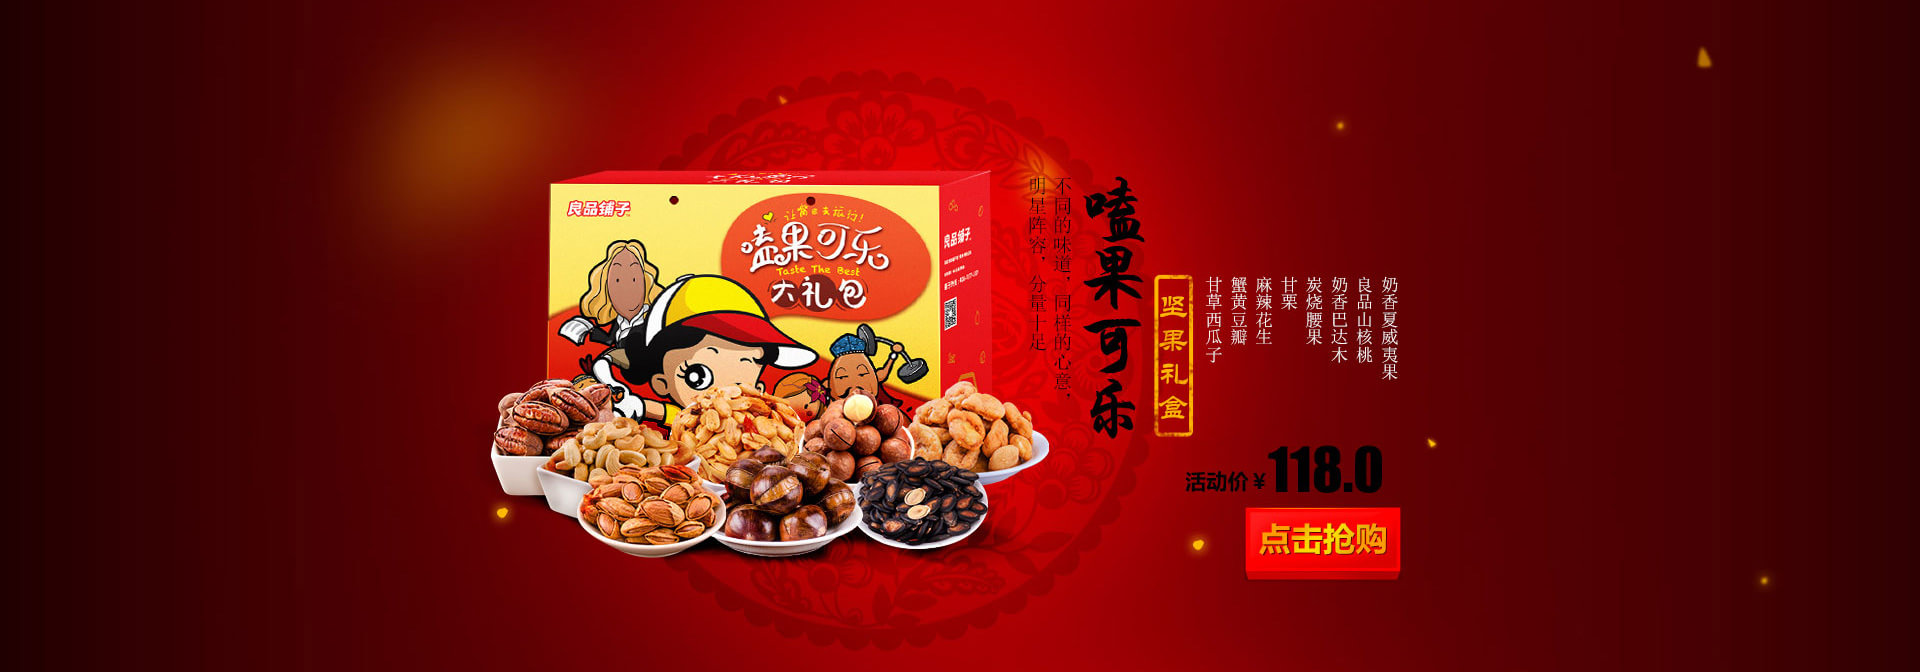 良品铺子
让嘴巴去旅行!
嗑果可乐
Taste The Best
大礼包
良品铺子
不同的味道，同样的心意，
明星阵容，分量十足
嗑果可乐
坚果礼盒
奶香夏威夷果
良品山核桃
奶香巴达木
炭烧腰果
甘栗
麻辣花生
蟹黄豆瓣
甘草西瓜子
活动价¥118.0
点击抢购